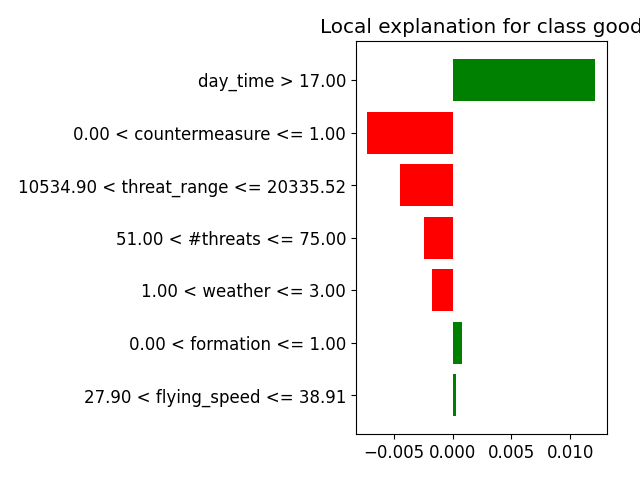 Local explanation for class good
day_time > 17.00
0.00 < countermeasure <= 1.00
10534.90 < threat_range <= 20335.52
51.00 < #threats <= 75.00
1.00 < weather <= 3.00
0.00 < formation <= 1.00
27.90 < flying_speed <= 38.91
−0.005 0.000 0.005 0.010